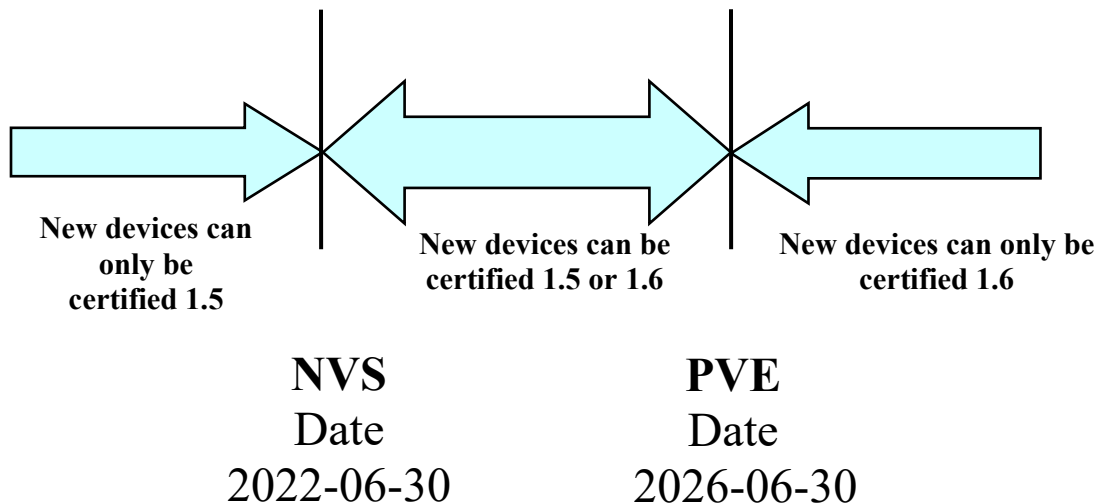 New devices can
only be
certified 1.5
New devices can be
certified 1.5 or 1.6
New devices can only be
certified 1.6
NVS
Date
2022-06-30
PVE
Date
2026-06-30